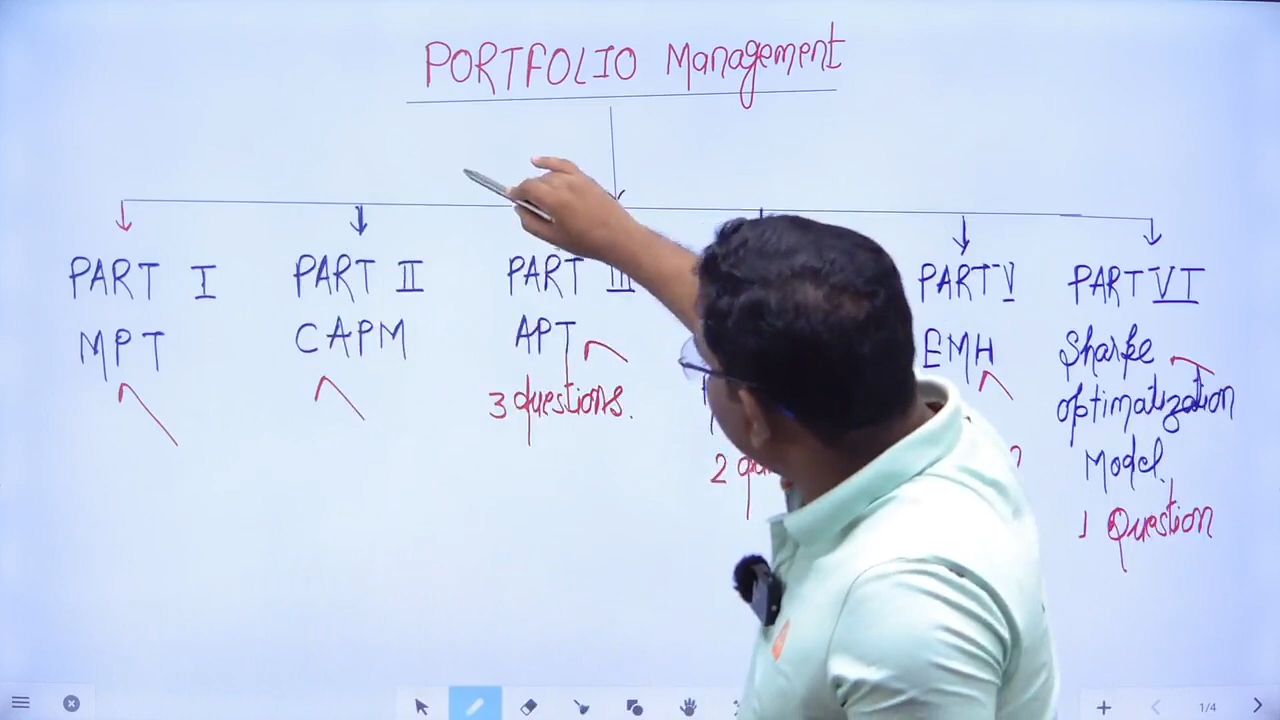 PORTFOLIO Management
PART I
MPT
PART II
CAPM
PART III
APT
3 questions.
2
PART V
EMH
?
PART VI
Sharpe
optimatization
Model.
1 Question
1/4